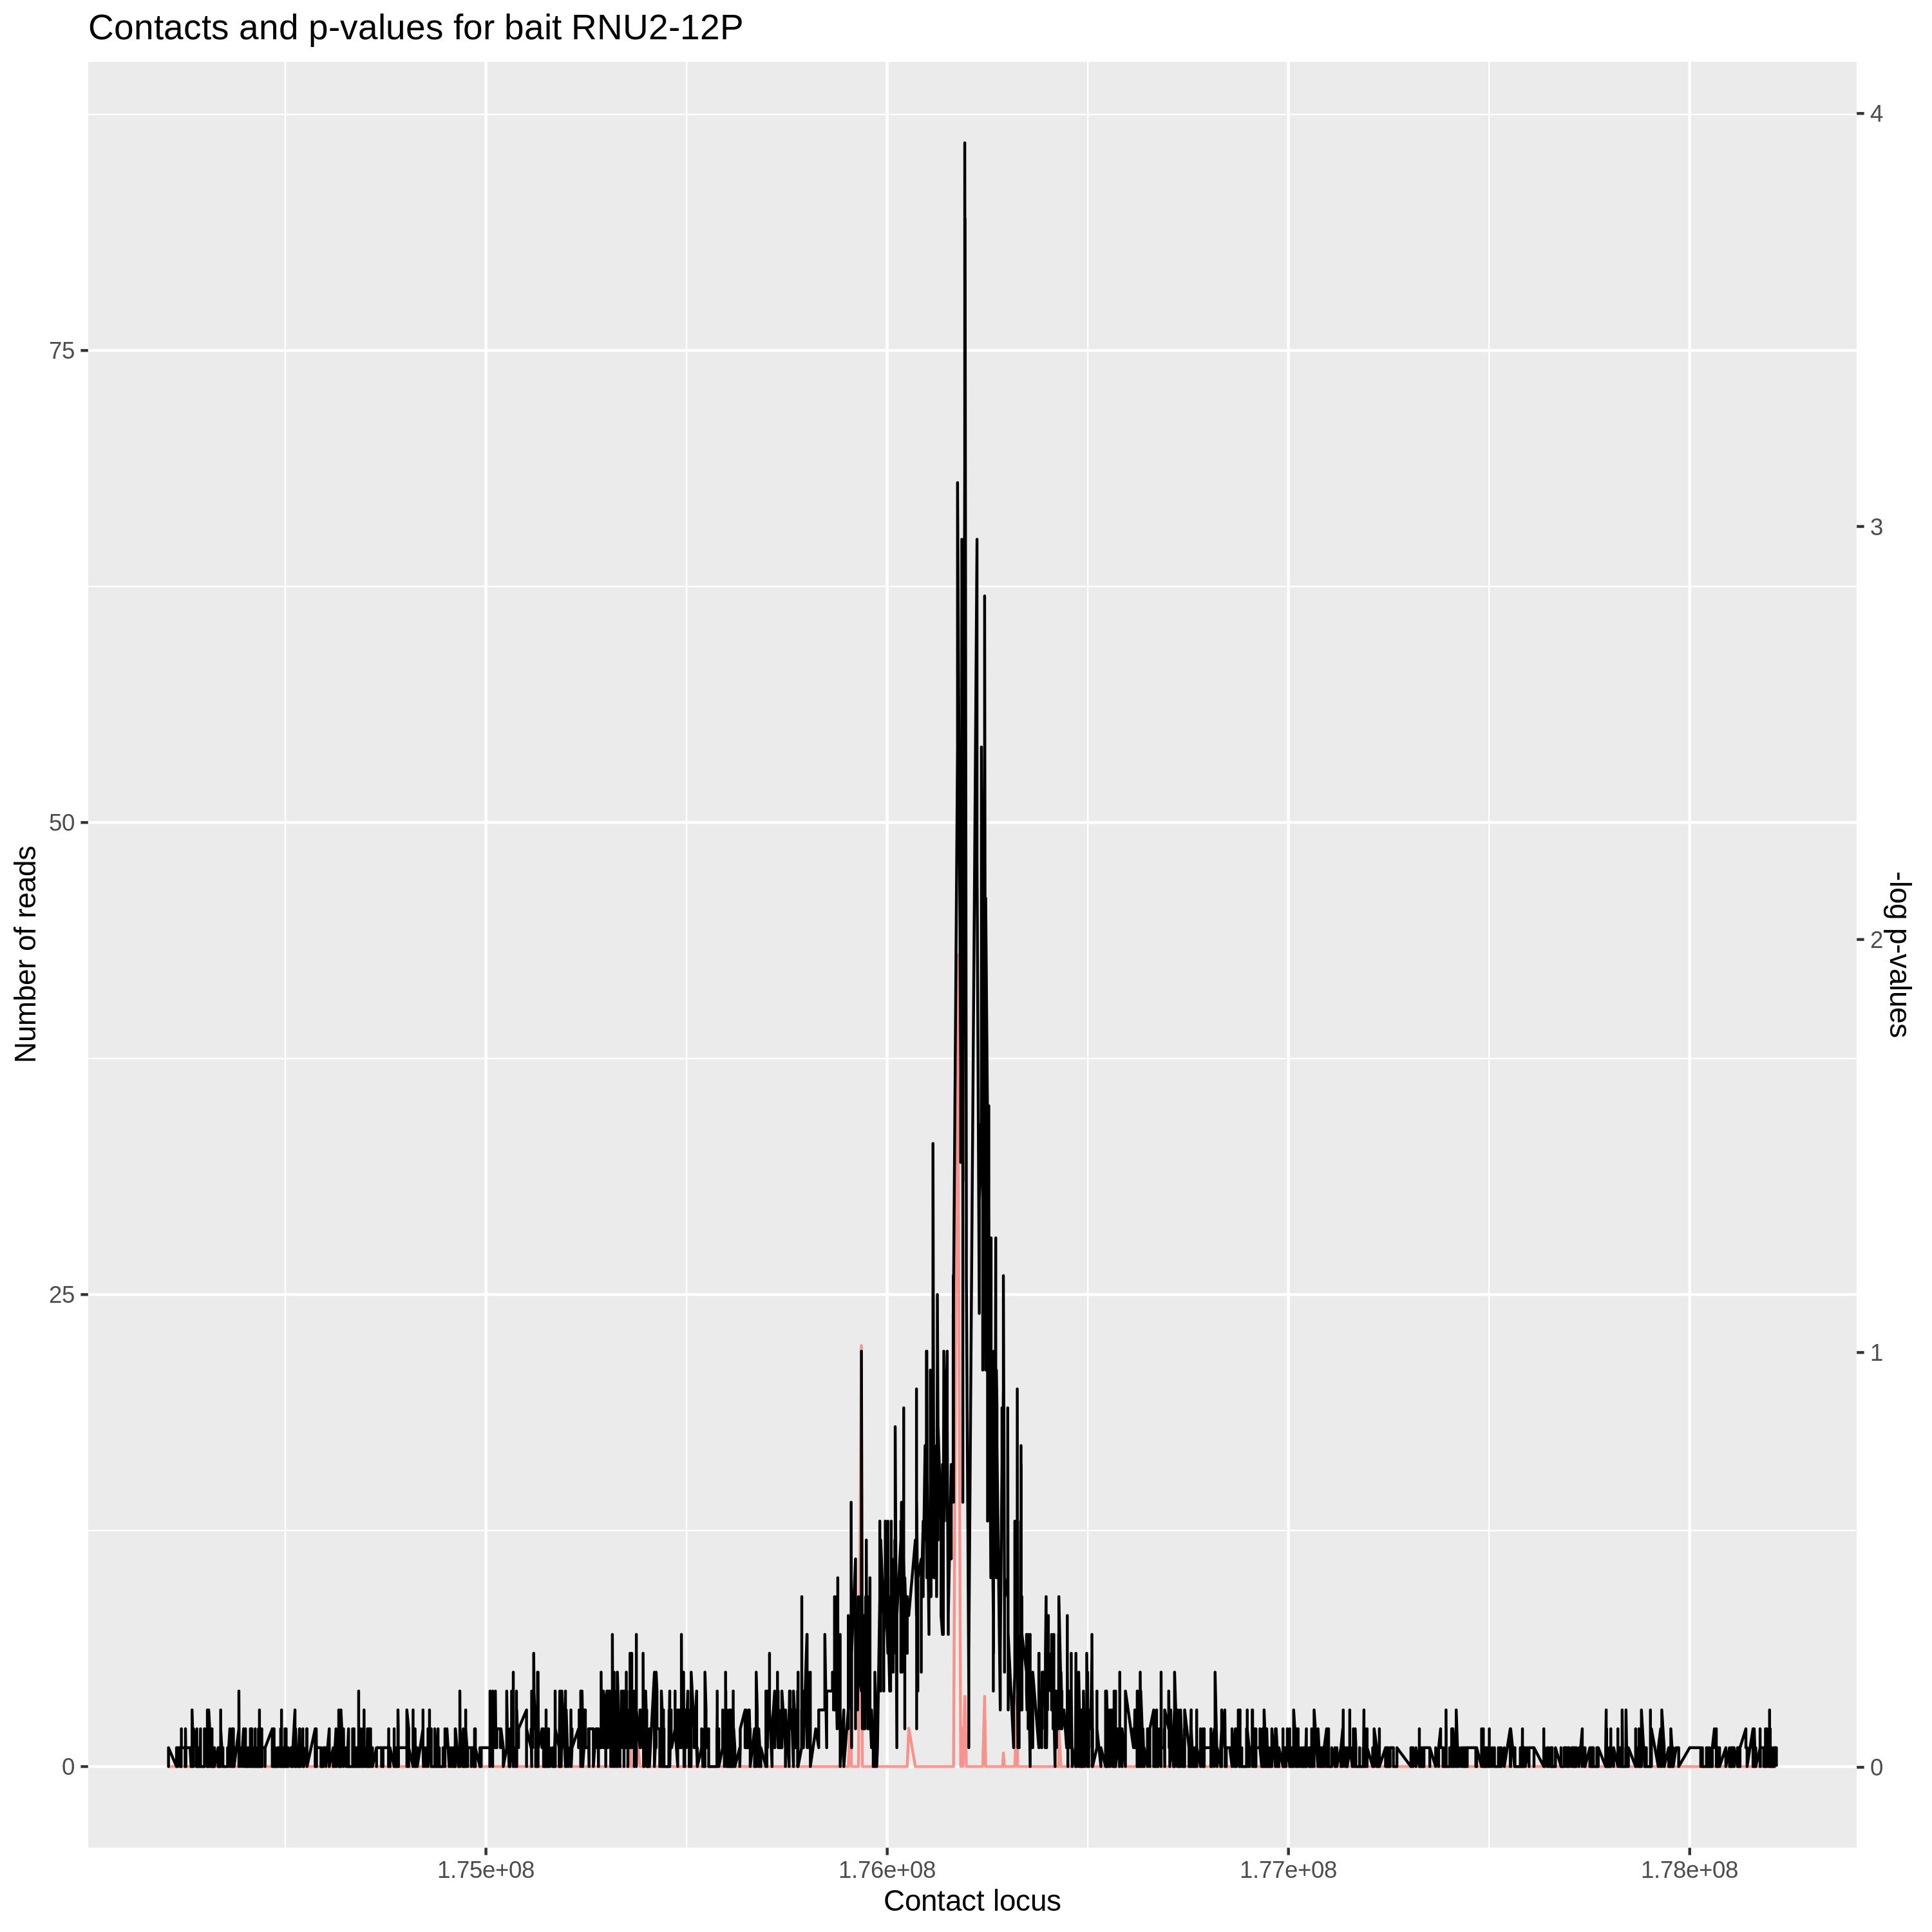 Contacts and p-values for bait RNU2-12P
75
50
25
0
Number of reads
4
3
2
1
0
-log p-values
1.75e+08
1.76e+08
1.77e+08
1.78e+08
Contact locus